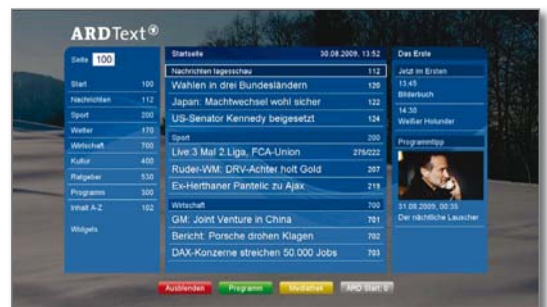 ARDText
Seite 100
Start 100
Nachrichten 112
Sport 200
Wetter 170
Wirtschaft 700
Kultur 400
Ratgeber 530
Programm 300
Inhalt A-Z 102
Widgets
Startseite 30.08.2009, 13:52
Nachrichten tagesschau 112
Wahlen in drei Bundesländern 120
Japan: Machtwechsel wohl sicher 122
US-Senator Kennedy beigesetzt 124
Sport 200
Live:3 Mal 2.Liga, FCA-Union 275/222
Ruder-WM: DRV-Achter holt Gold 207
Ex-Herthaner Pantelic zu Ajax 219
Wirtschaft 700
GM: Joint Venture in China 701
Bericht: Porsche drohen Klagen 702
DAX-Konzerne streichen 50.000 Jobs 703
Das Erste
Jetzt im Ersten
13:45
Bilderbuch
14:30
Weißer Holunder
Programmtipp
31.08.2009, 00:35
Der nächtliche Lauscher
Ausblenden Programm Mediathek ARD Start: 0